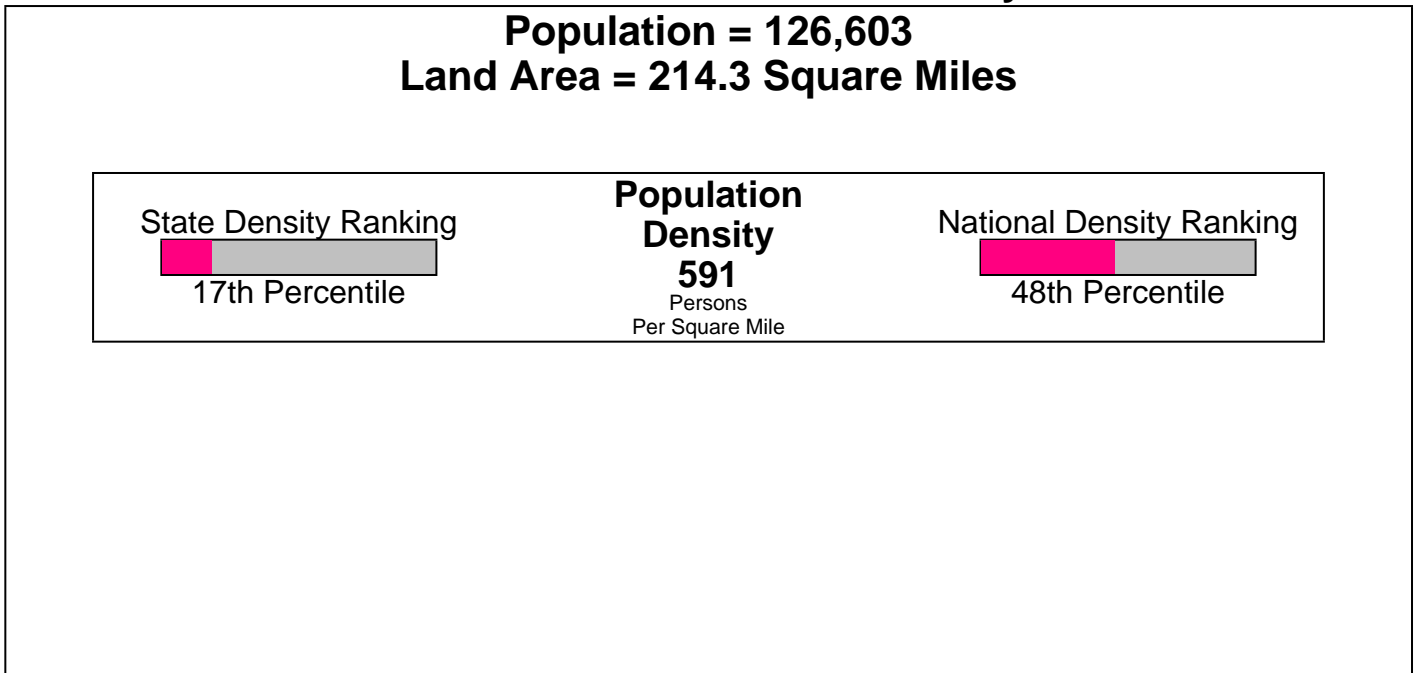 Population = 126,603
Land Area = 214.3 Square Miles
State Density Ranking
17th Percentile
Population
Density
591
Persons
Per Square Mile
National Density Ranking
48th Percentile